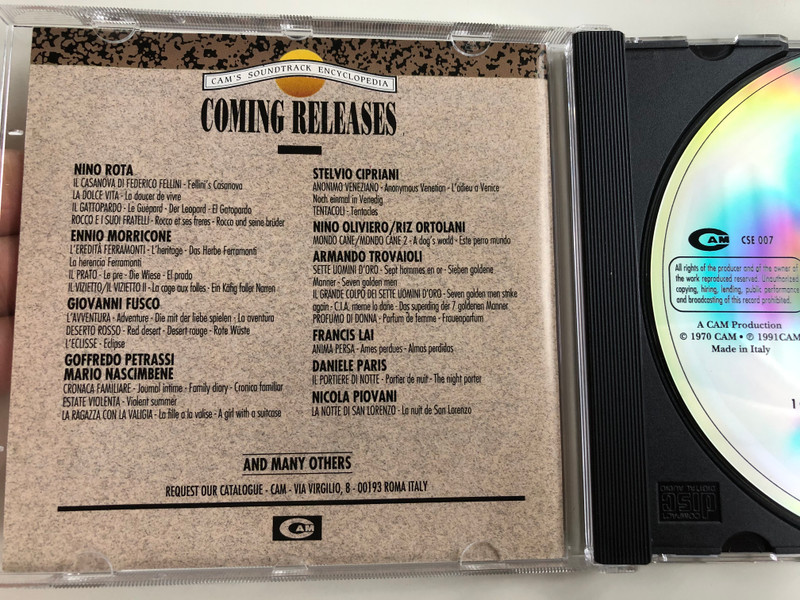 CAM'S SOUNDTRACK ENCYCLOPEDIA
COMING RELEASES
NINO ROTA
IL CASANOVA DI FEDERICO FELLINI - Fellini's Casanova
LA DOLCE VITA - La doucer de vivre
IL GATTOPARDO - Le Guépard - Der Leopard - El Gatopardo
ROCCO E I SUOI FRATELLI - Rocco et ses freres - Rocco und seine brüder
ENNIO MORRICONE
L'EREDITÀ FERRAMONTI - L'heritage - Das Herbe Ferramonti
La herencia Ferramonti
IL PRATO - Le pre - Die Wiese - El prado
IL VIZIETTO/IL VIZIETTO II - La cage aux folles - Ein Käfig faller Narren
GIOVANNI FUSCO
L'AVVENTURA - Adventure - Die mit der liebe spielen - La aventura
DESERTO ROSSO - Red desert - Desert rouge - Rote Wüste
L'ECLISSE - Eclipse
GOFFREDO PETRASSI
MARIO NASCIMBENE
CRONACA FAMILIARE - Journal intime - Family diary - Cronica familiar
ESTATE VIOLENTA - Violent summer
LA RAGAZZA CON LA VALIGIA - La fille a la valise - A girl with a suitcase
STELVIO CIPRIANI
ANONIMO VENEZIANO - Anonymous Venetian - L'adieu a Venice
Noch eimnal in Venedig
TENTACOLI - Tentacles
NINO OLIVIERO/RIZ ORTOLANI
MONDO CANE/MONDO CANE 2 - A dog's world - Este perro mundo
ARMANDO TROVAIOLI
SETTE UOMINI D'ORO - Sept hommes en or - Sieben goldene
Manner - Seven golden men
IL GRANDE COLPO DEI SETTE UOMINI D'ORO - Seven golden men strike
again - C.I.A. mene la dane - Das superding der 7 goldenen Manner
PROFUMO DI DONNA - Parfum de femme - Frauenparfum
FRANCIS LAI
ANIMA PERSA - Ames perdues - Almas perdidas
DANIELE PARIS
IL PORTIERE DI NOTTE - Portier de nuit - The night porter
NICOLA PIOVANI
LA NOTTE DI SAN LORENZO - La nuit de San Lorenzo
AND MANY OTHERS
REQUEST OUR CATALOGUE - CAM - VIA VIRGILIO, 8 - 00193 ROMA ITALY
CAM
CAM CSE 007
All rights of the producer and of the owner of
the work reproduced reserved. Unauthorized
copying, hiring, lending, public performance
and broadcasting of this record prohibited.
A CAM Production
© 1970 CAM • ℗ 1991 CAM
Made in Italy
COMPACT
disc
DIGITAL AUDIO